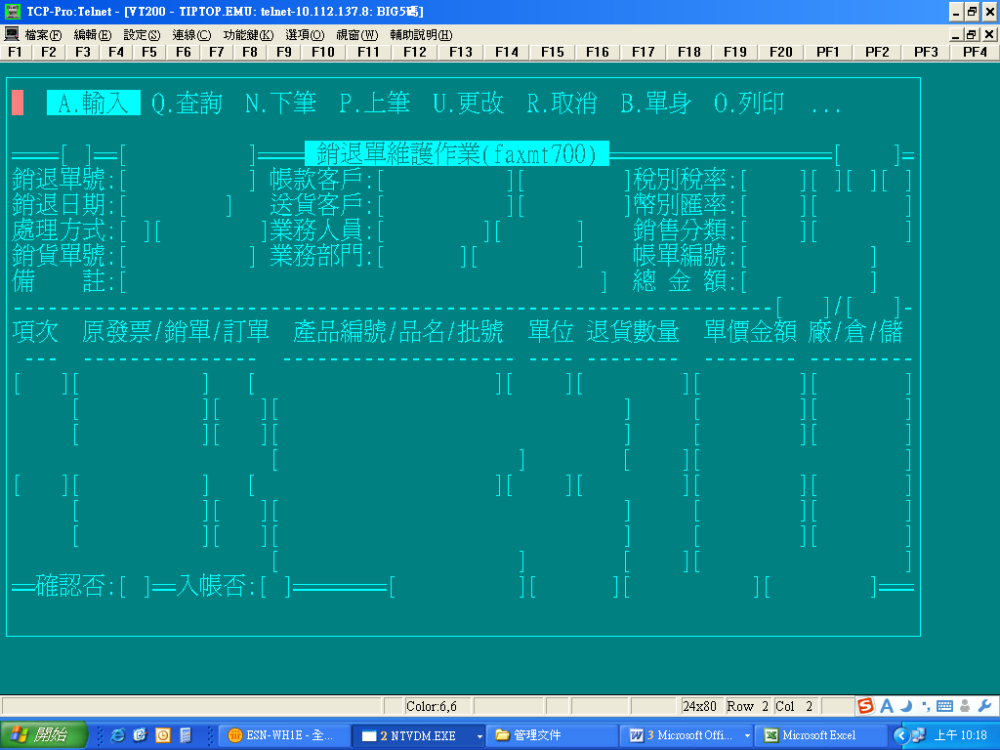 TCP-Pro:Telnet - [VT200 - TIPTOP.EMU: telnet-10.112.137.8: BIG5碼]
檔案(F) 編輯(E) 設定(S) 連線(C) 功能鍵(K) 選項(O) 視窗(W) 輔助說明(H)
F1 F2 F3 F4 F5 F6 F7 F8 F9 F10 F11 F12 F13 F14 F15 F16 F17 F18 F19 F20 PF1 PF2 PF3 PF4
A.輸入 Q.查詢 N.下筆 P.上筆 U.更改 R.取消 B.單身 O.列印 ...
════[ ]══[ ]════ 銷退單維護作業(faxmt700) ═══════════════════[ ]═
銷退單號:[ ] 帳款客戶:[ ][ ]稅別稅率:[ ][ ][ ][ ]
銷退日期:[ ] 送貨客戶:[ ][ ]幣別匯率:[ ][ ]
處理方式:[ ][ ]業務人員:[ ][ ] 銷售分類:[ ][ ]
銷貨單號:[ ] 業務部門:[ ][ ] 帳單編號:[ ]
備 註:[ ] 總 金 額:[ ]
-----------------------------------------------------------------[ ]/[ ]-
項次 原發票/銷單/訂單 產品編號/品名/批號 單位 退貨數量 單價金額 廠/倉/儲
--- ------------- -------------------- ---- -------- -------- ---------
[ ][ ] [ ][ ][ ][ ][ ]
[ ][ ][ ] [ ][ ]
[ ][ ][ ] [ ][ ]
[ ] [ ][ ]
[ ][ ] [ ][ ][ ][ ][ ]
[ ][ ][ ] [ ][ ]
[ ][ ][ ] [ ][ ]
[ ] [ ][ ]
══確認否:[ ]══入帳否:[ ]════════[ ][ ][ ][ ]═══
Color:6,6 24x80 Row 2 Col 2
開始 ESN-WH1E - 全... 2 NTVDM.EXE 管理文件 3 Microsoft Offi... Microsoft Excel 上午 10:18